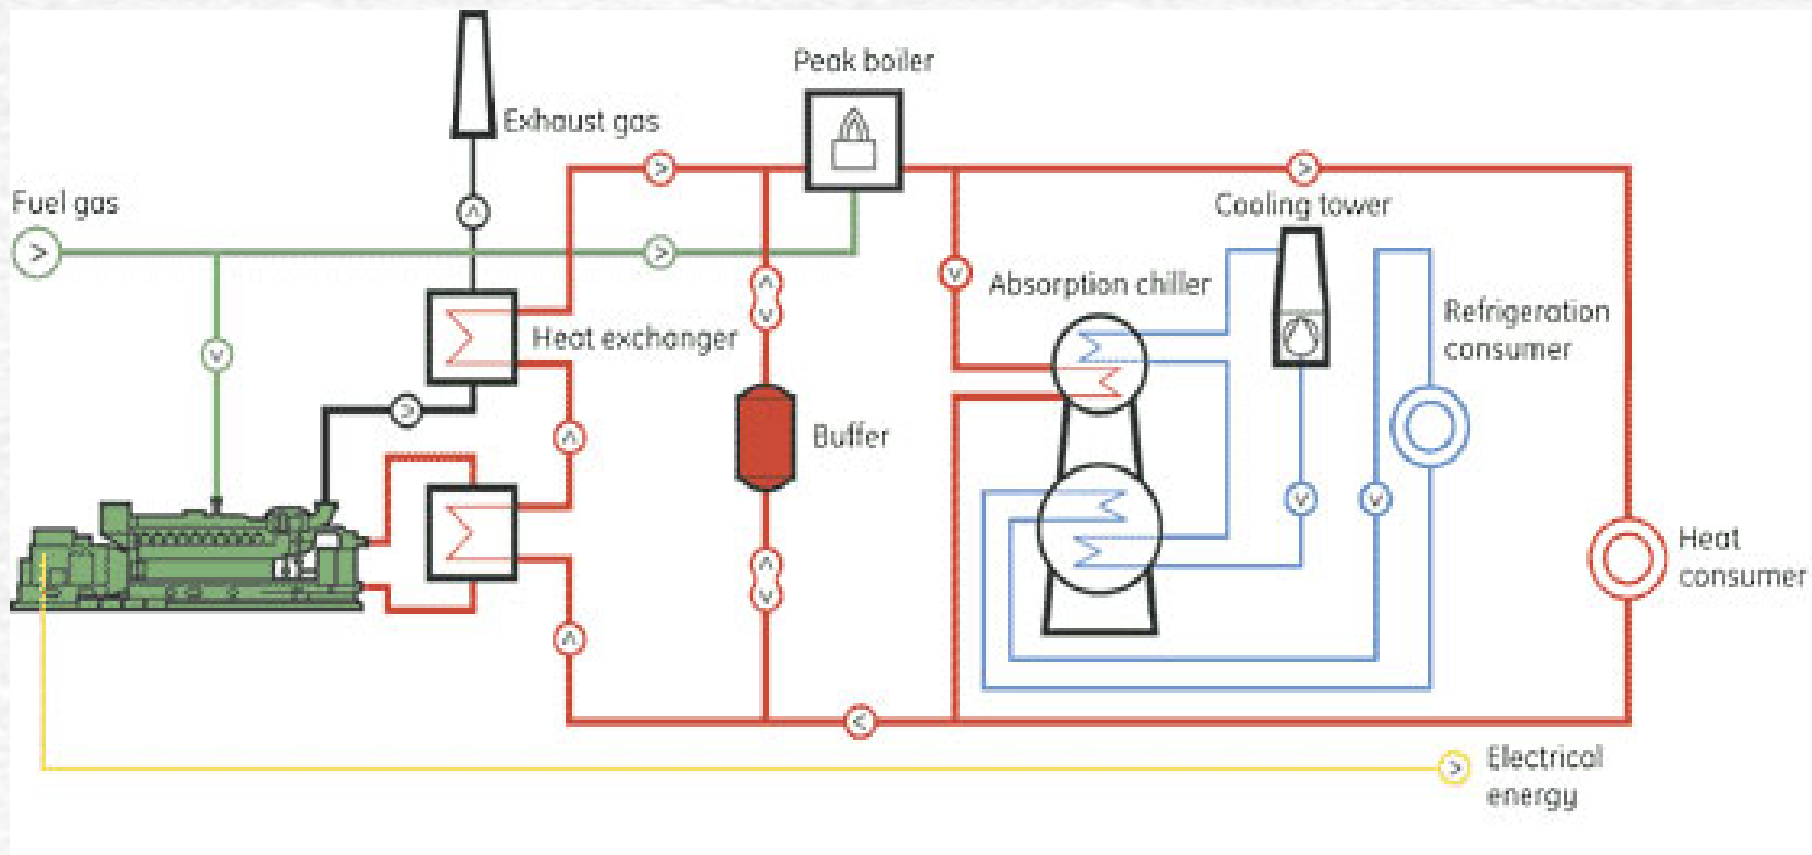 Peak boiler
Exhaust gas
Fuel gas
Cooling tower
Absorption chiller
Refrigeration
consumer
Heat exchanger
Buffer
Heat
consumer
Electrical
energy